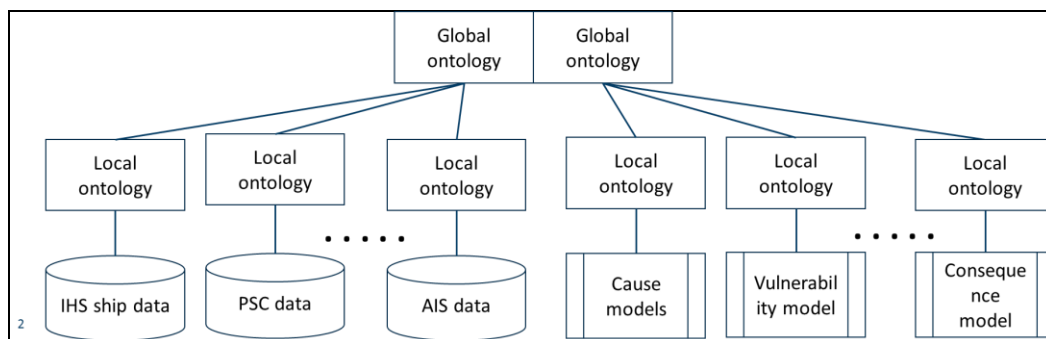 Global
ontology
Global
ontology
Local
ontology
Local
ontology
Local
ontology
Local
ontology
Local
ontology
Local
ontology
.....
.....
IHS ship data
PSC data
AIS data
Cause
models
Vulnerabil
ity model
Conseque
nce
model
2